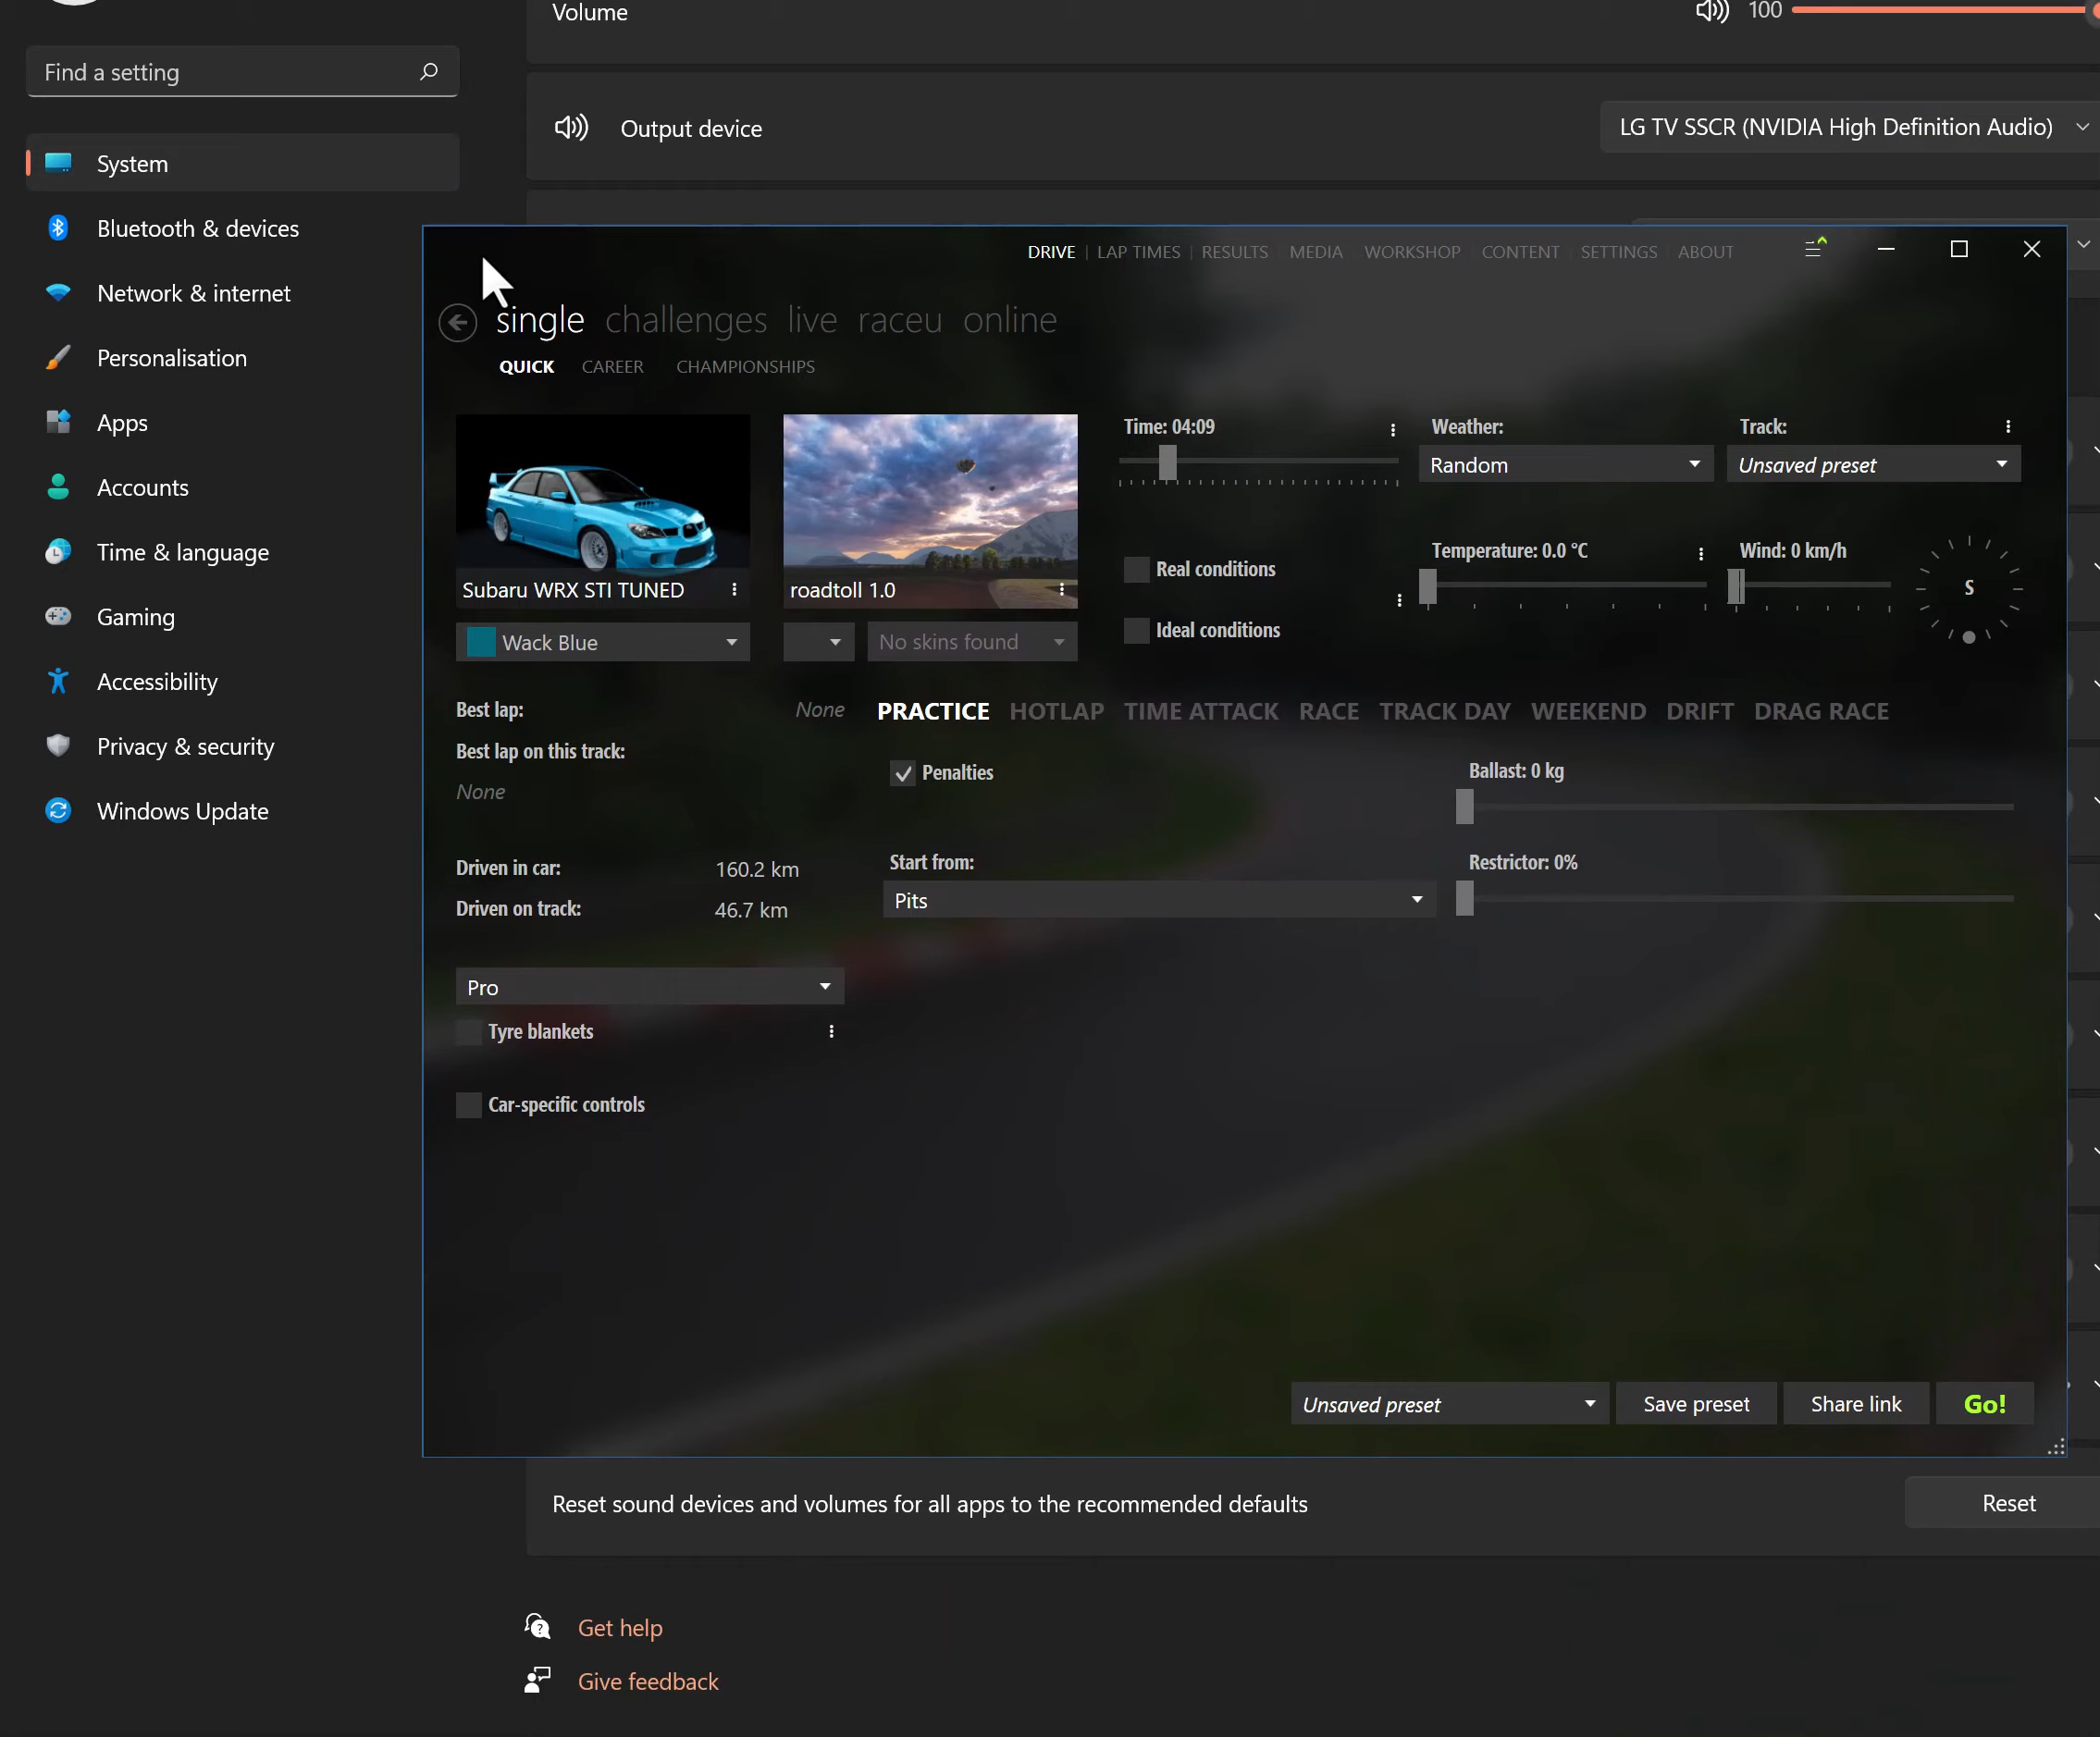 Volume
100
Find a setting
Output device
LG TV SSCR (NVIDIA High Definition Audio)
System
Bluetooth & devices
Network & internet
Personalisation
Apps
Accounts
Time & language
Gaming
Accessibility
Privacy & security
Windows Update
DRIVE LAP TIMES RESULTS MEDIA WORKSHOP CONTENT SETTINGS ABOUT
single challenges live raceu online
QUICK CAREER CHAMPIONSHIPS
Subaru WRX STI TUNED
Wack Blue
roadtoll 1.0
No skins found
Time: 04:09
Weather:
Random
Track:
Unsaved preset
Real conditions
Ideal conditions
Temperature: 0.0 °C
Wind: 0 km/h
S
Best lap: None
Best lap on this track:
None
Driven in car: 160.2 km
Driven on track: 46.7 km
Pro
Tyre blankets
Car-specific controls
PRACTICE HOTLAP TIME ATTACK RACE TRACK DAY WEEKEND DRIFT DRAG RACE
Penalties
Ballast: 0 kg
Start from:
Pits
Restrictor: 0%
Unsaved preset
Save preset
Share link
Go!
Reset sound devices and volumes for all apps to the recommended defaults
Reset
Get help
Give feedback